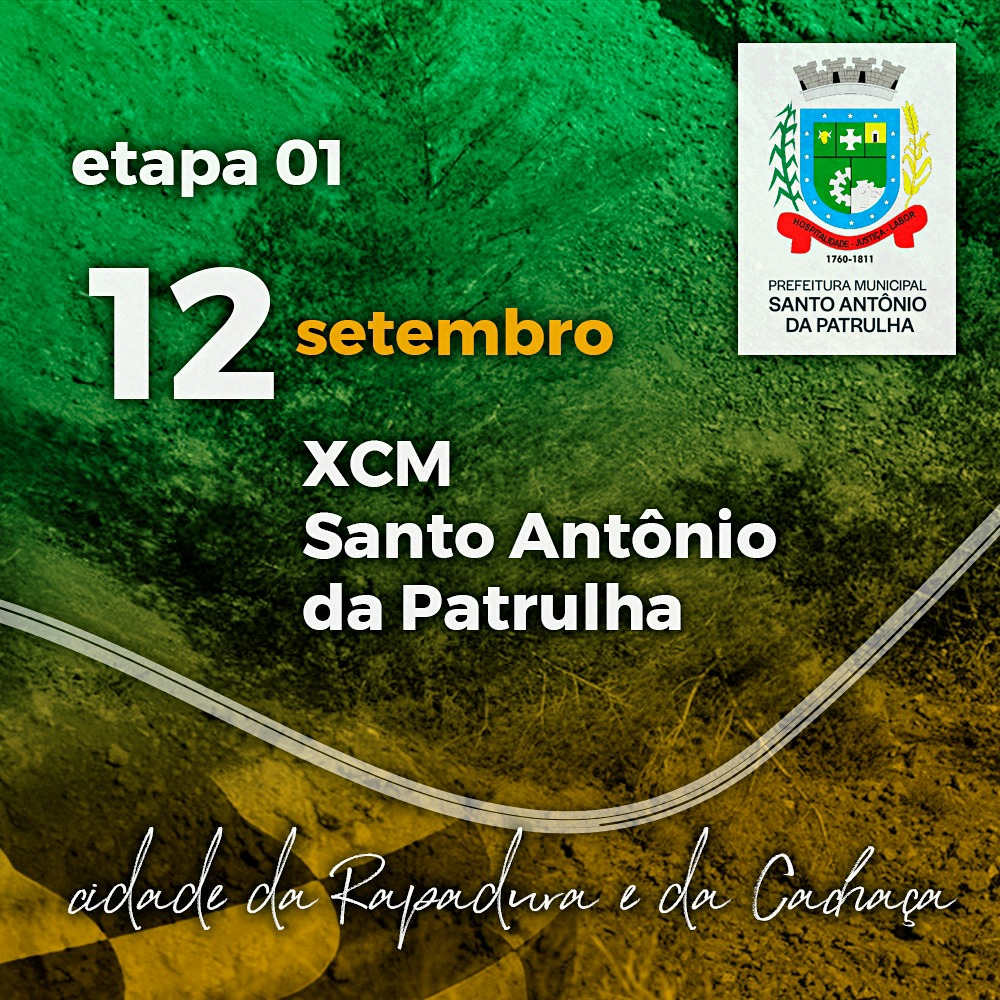 etapa 01
12 setembro
XCM
Santo Antônio
da Patrulha
HOSPITALIDADE - JUSTIÇA - LABOR
1760-1811
PREFEITURA MUNICIPAL
SANTO ANTÔNIO
DA PATRULHA
cidade da Rapadura e da Cachaça